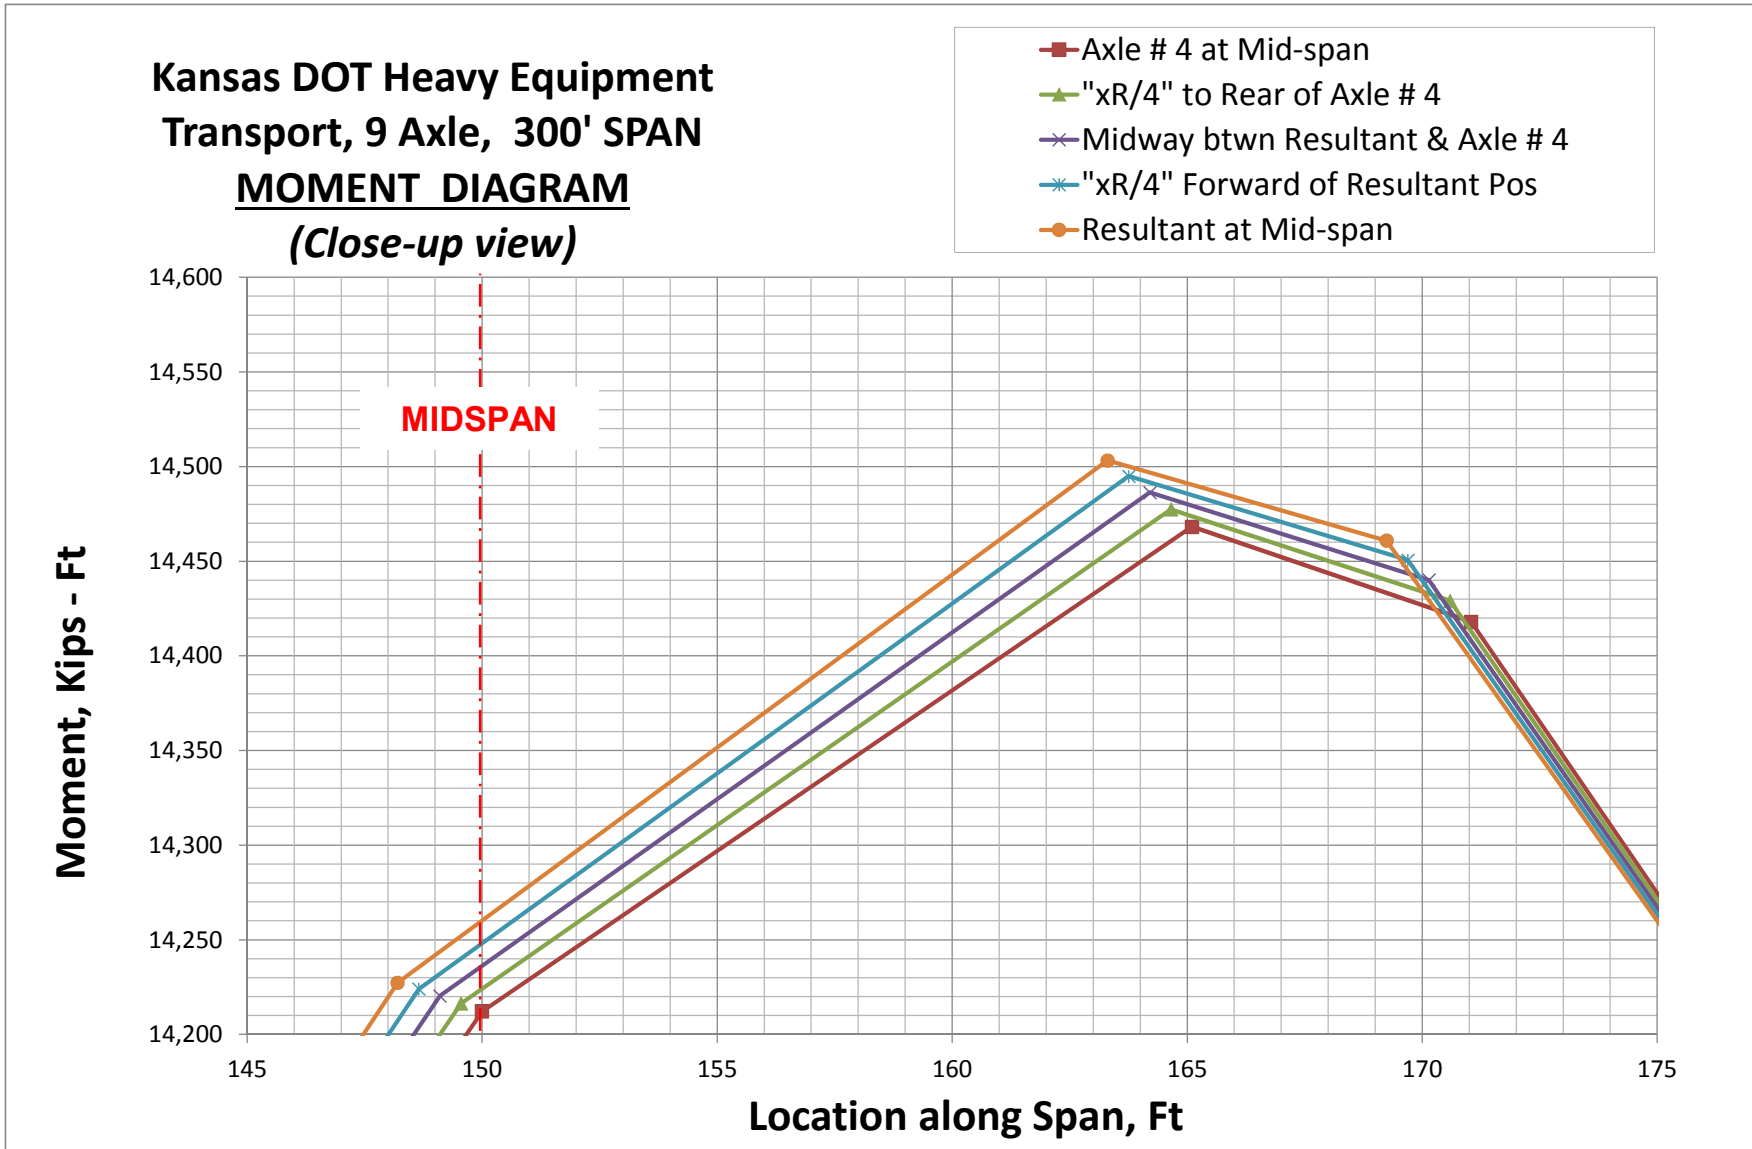 Kansas DOT Heavy Equipment
Transport, 9 Axle, 300' SPAN
MOMENT DIAGRAM
(Close-up view)
Axle # 4 at Mid-span
"xR/4" to Rear of Axle # 4
Midway btwn Resultant & Axle # 4
"xR/4" Forward of Resultant Pos
Resultant at Mid-span
14,600
14,550
14,500
14,450
14,400
14,350
14,300
14,250
14,200
MIDSPAN
Moment, Kips - Ft
145 150 155 160 165 170 175
Location along Span, Ft